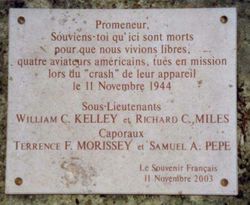 Promeneur,
Souviens-toi qu'ici sont morts
pour que nous vivions libres,
quatre aviateurs américains, tués en mission
lors du "crash" de leur appareil
le 11 Novembre 1944
Sous-Lieutenants
WILLIAM C. KELLEY et RICHARD C. MILES
Caporaux
TERRENCE F. MORISSEY et SAMUEL A. PEPE
Le Souvenir Français
11 Novembre 2003